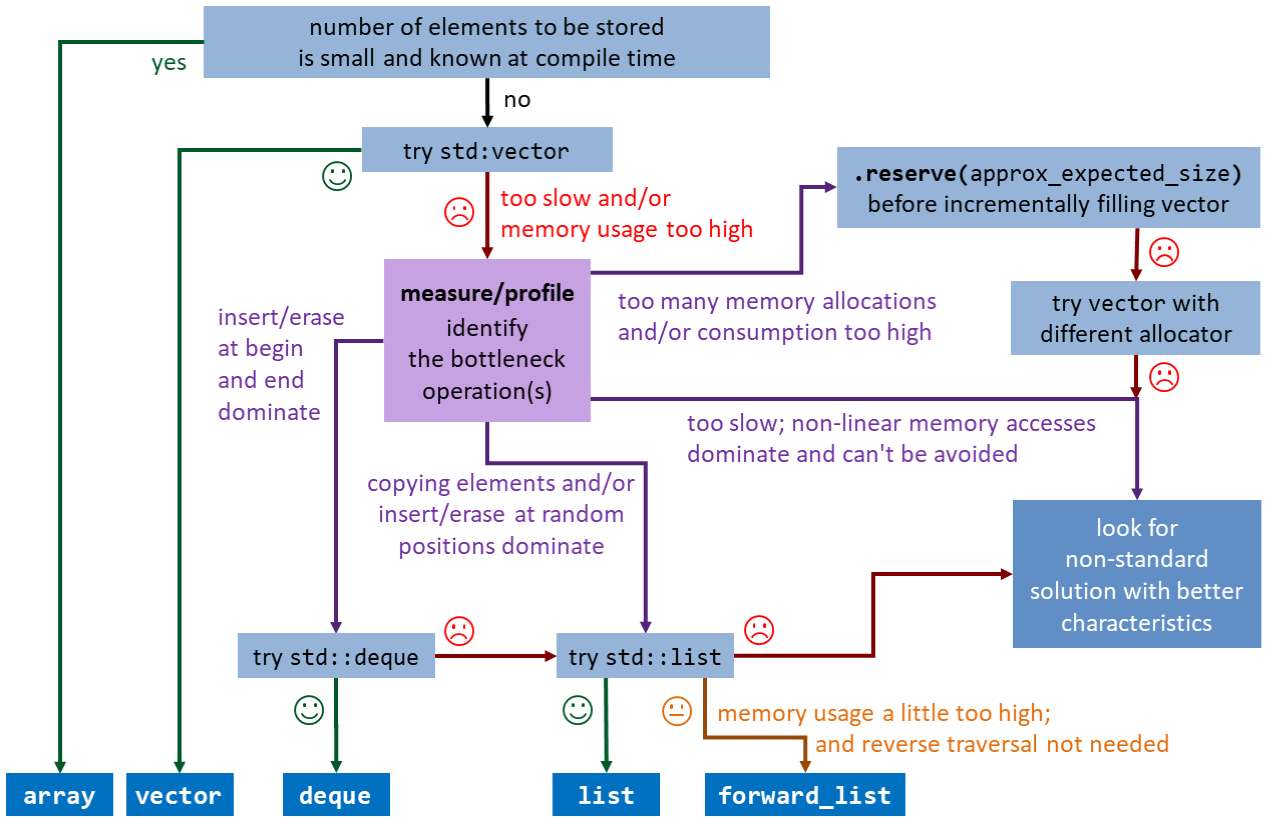 number of elements to be stored
is small and known at compile time
yes
no
try std:vector
too slow and/or
memory usage too high
.reserve(approx_expected_size)
before incrementally filling vector
measure/profile
identify
the bottleneck
operation(s)
too many memory allocations
and/or consumption too high
try vector with
different allocator
insert/erase
at begin
and end
dominate
too slow; non-linear memory accesses
dominate and can't be avoided
copying elements and/or
insert/erase at random
positions dominate
look for
non-standard
solution with better
characteristics
try std::deque
try std::list
memory usage a little too high;
and reverse traversal not needed
array
vector
deque
list
forward_list